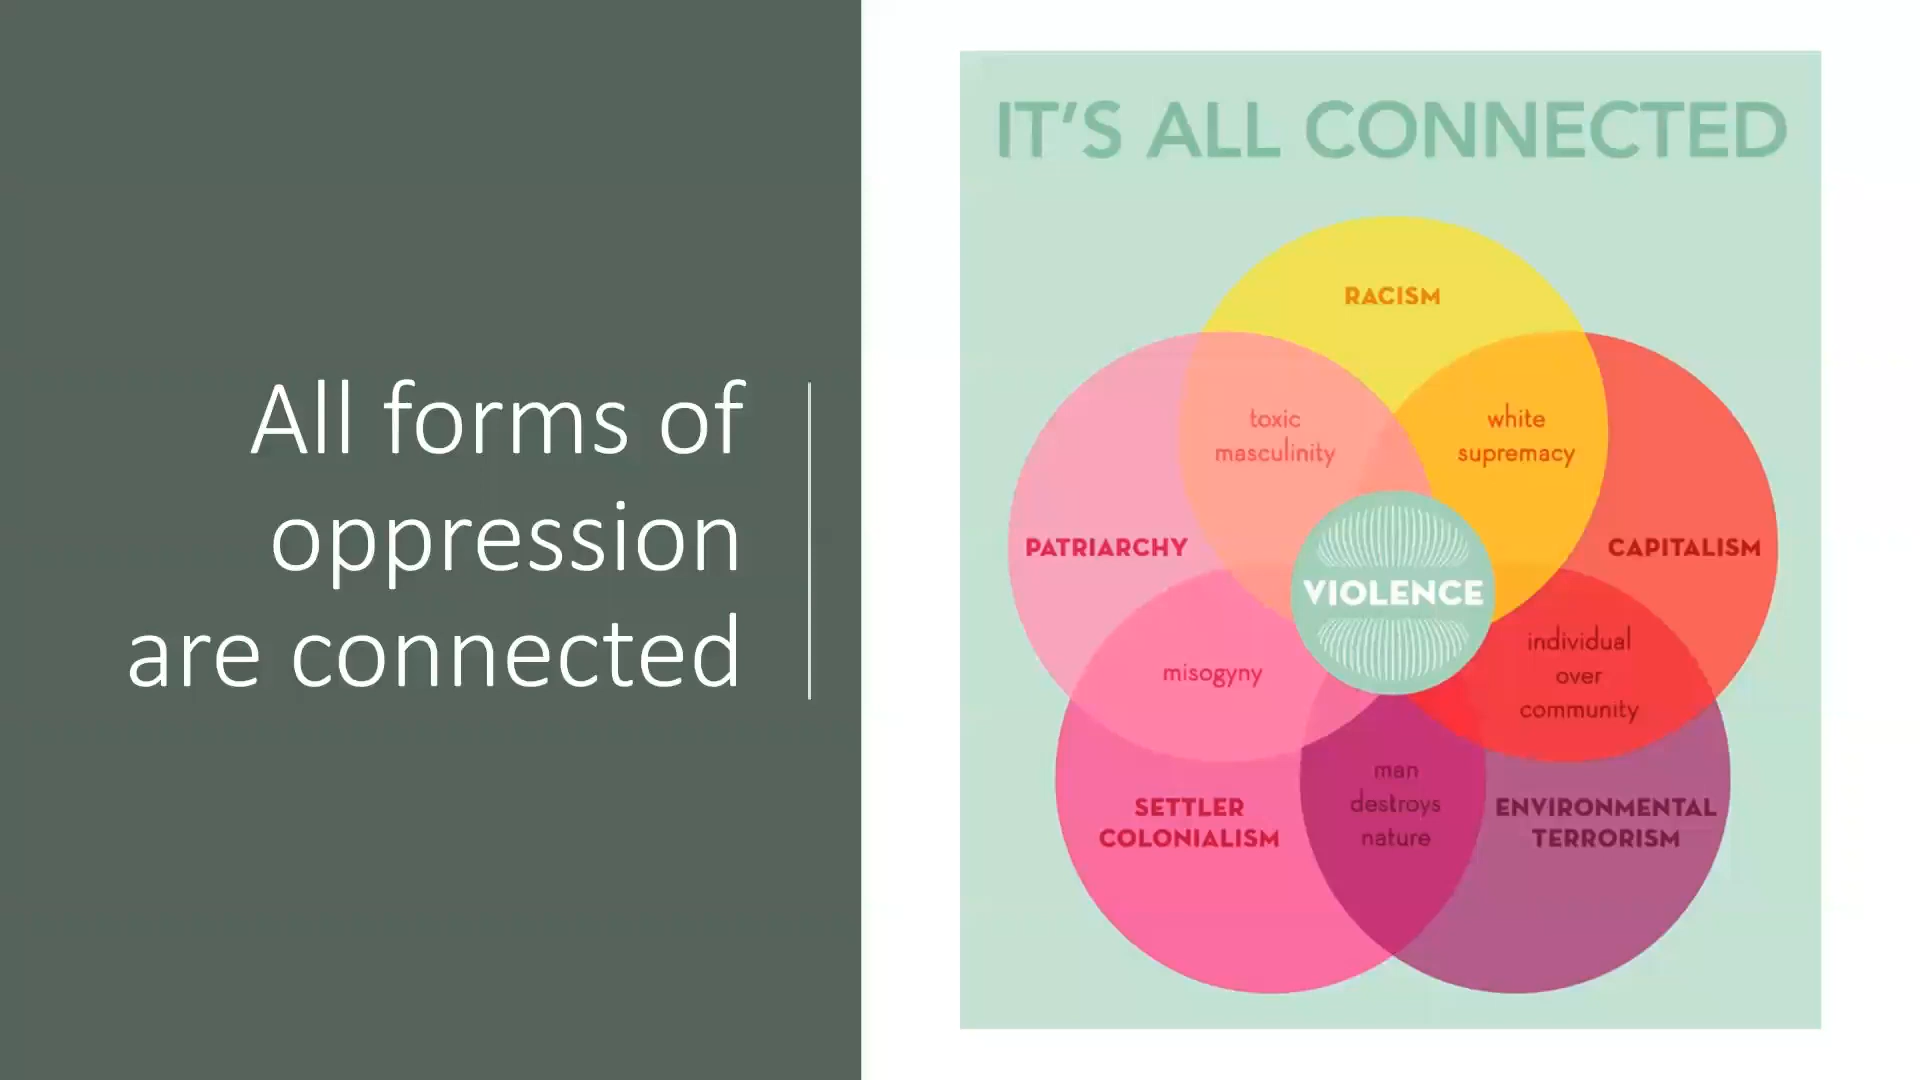 All forms of
oppression
are connected
IT'S ALL CONNECTED
RACISM
toxic
masculinity
white
supremacy
PATRIARCHY
CAPITALISM
VIOLENCE
misogyny
individual
over
community
man
destroys
nature
SETTLER
COLONIALISM
ENVIRONMENTAL
TERRORISM